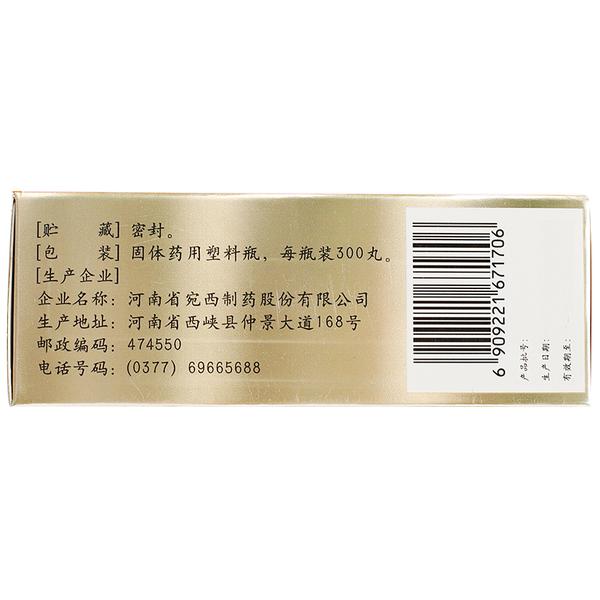 [贮 藏] 密封。
[包 装] 固体药用塑料瓶，每瓶装300丸。
[生产企业]
企业名称：河南省宛西制药股份有限公司
生产地址：河南省西峡县仲景大道168号
邮政编码：474550
电话号码：(0377) 69665688
6 909221 671706
产品批号：
生产日期：
有效期至：